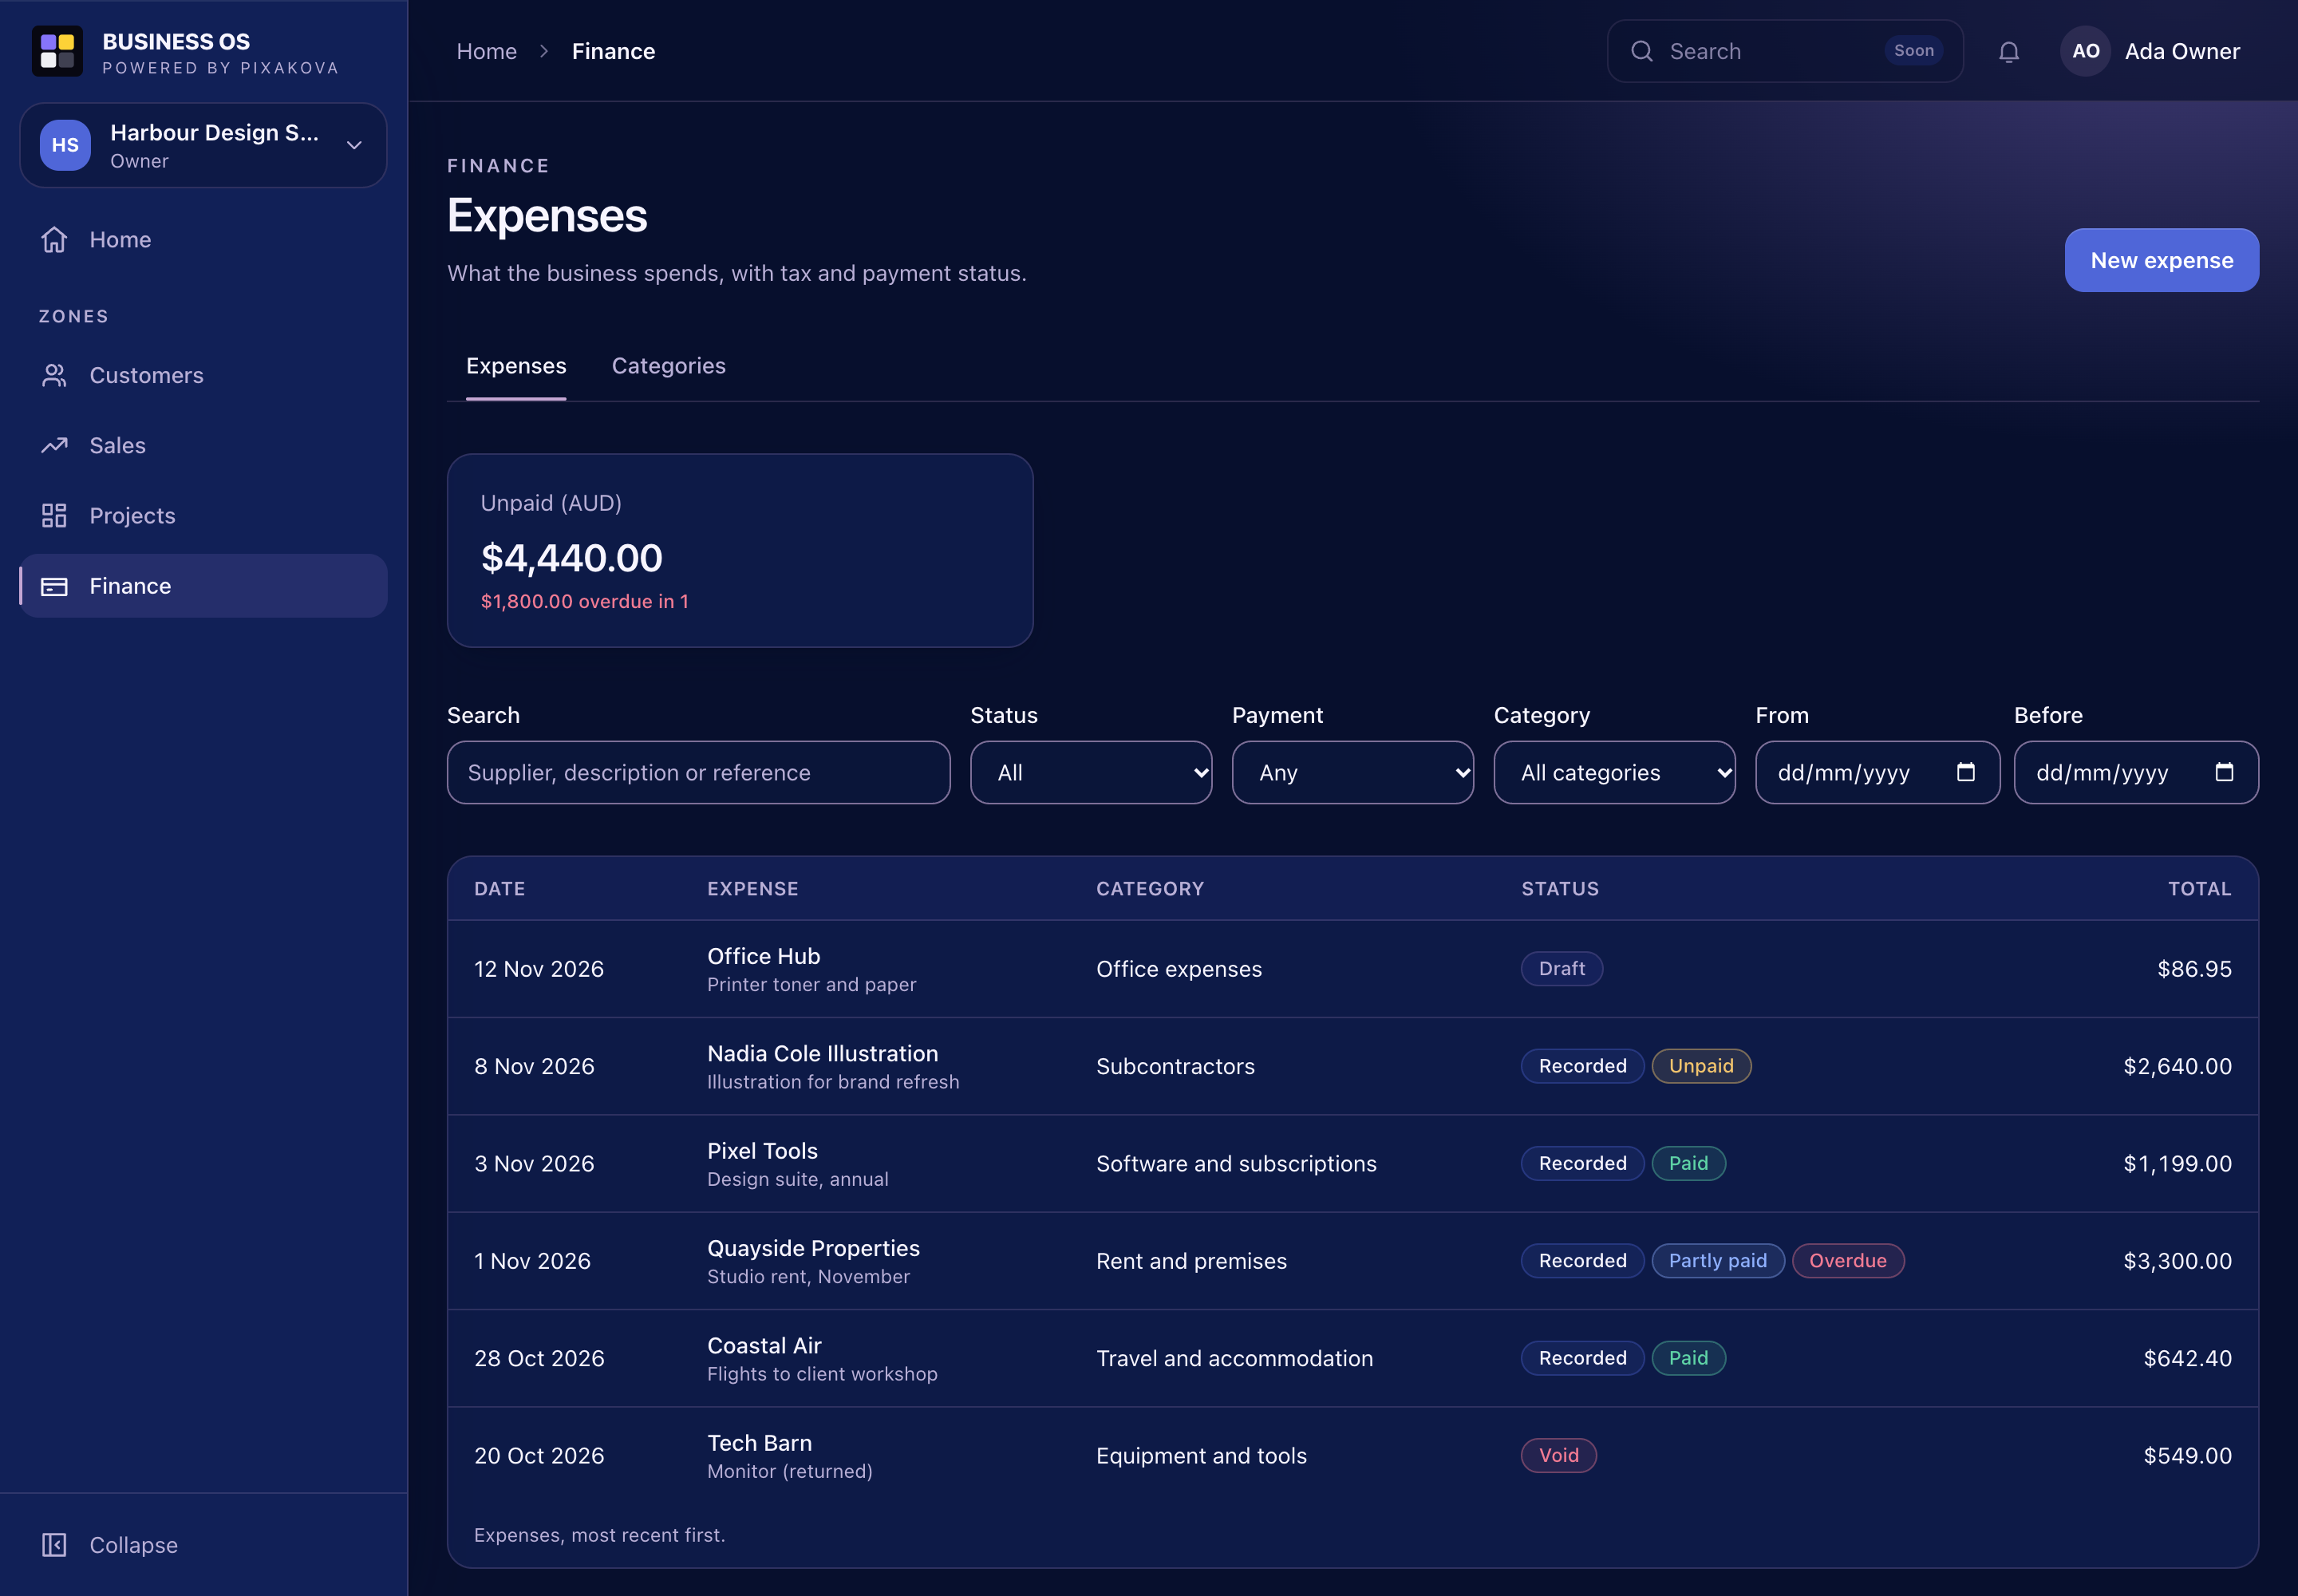 BUSINESS OS
POWERED BY PIXAKOVA
HS
Harbour Design S...
Owner
Home
ZONES
Customers
Sales
Projects
Finance
Collapse
Home > Finance
Search
Soon
AO
Ada Owner
FINANCE
Expenses
What the business spends, with tax and payment status.
New expense
Expenses
Categories
Unpaid (AUD)
$4,440.00
$1,800.00 overdue in 1
Search Status Payment Category From Before
Supplier, description or reference All Any All categories dd/mm/yyyy dd/mm/yyyy
DATE EXPENSE CATEGORY STATUS TOTAL
12 Nov 2026 Office Hub Office expenses Draft $86.95
Printer toner and paper
8 Nov 2026 Nadia Cole Illustration Subcontractors Recorded Unpaid $2,640.00
Illustration for brand refresh
3 Nov 2026 Pixel Tools Software and subscriptions Recorded Paid $1,199.00
Design suite, annual
1 Nov 2026 Quayside Properties Rent and premises Recorded Partly paid Overdue $3,300.00
Studio rent, November
28 Oct 2026 Coastal Air Travel and accommodation Recorded Paid $642.40
Flights to client workshop
20 Oct 2026 Tech Barn Equipment and tools Void $549.00
Monitor (returned)
Expenses, most recent first.